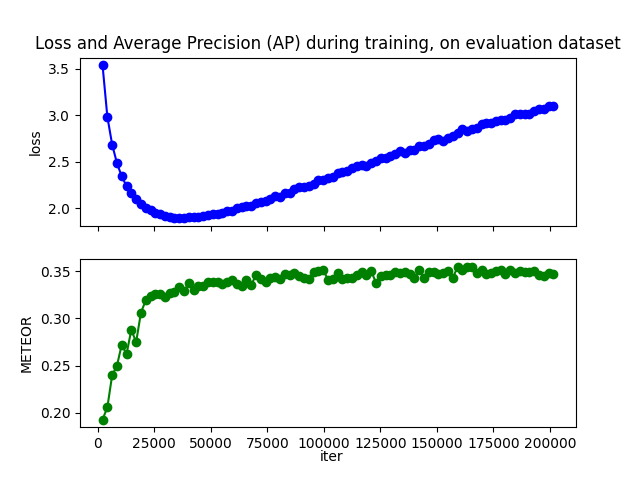 Loss and Average Precision (AP) during training, on evaluation dataset
3.5
3.0
2.5
2.0
loss
0.35
0.30
0.25
0.20
METEOR
0 25000 50000 75000 100000 125000 150000 175000 200000
iter